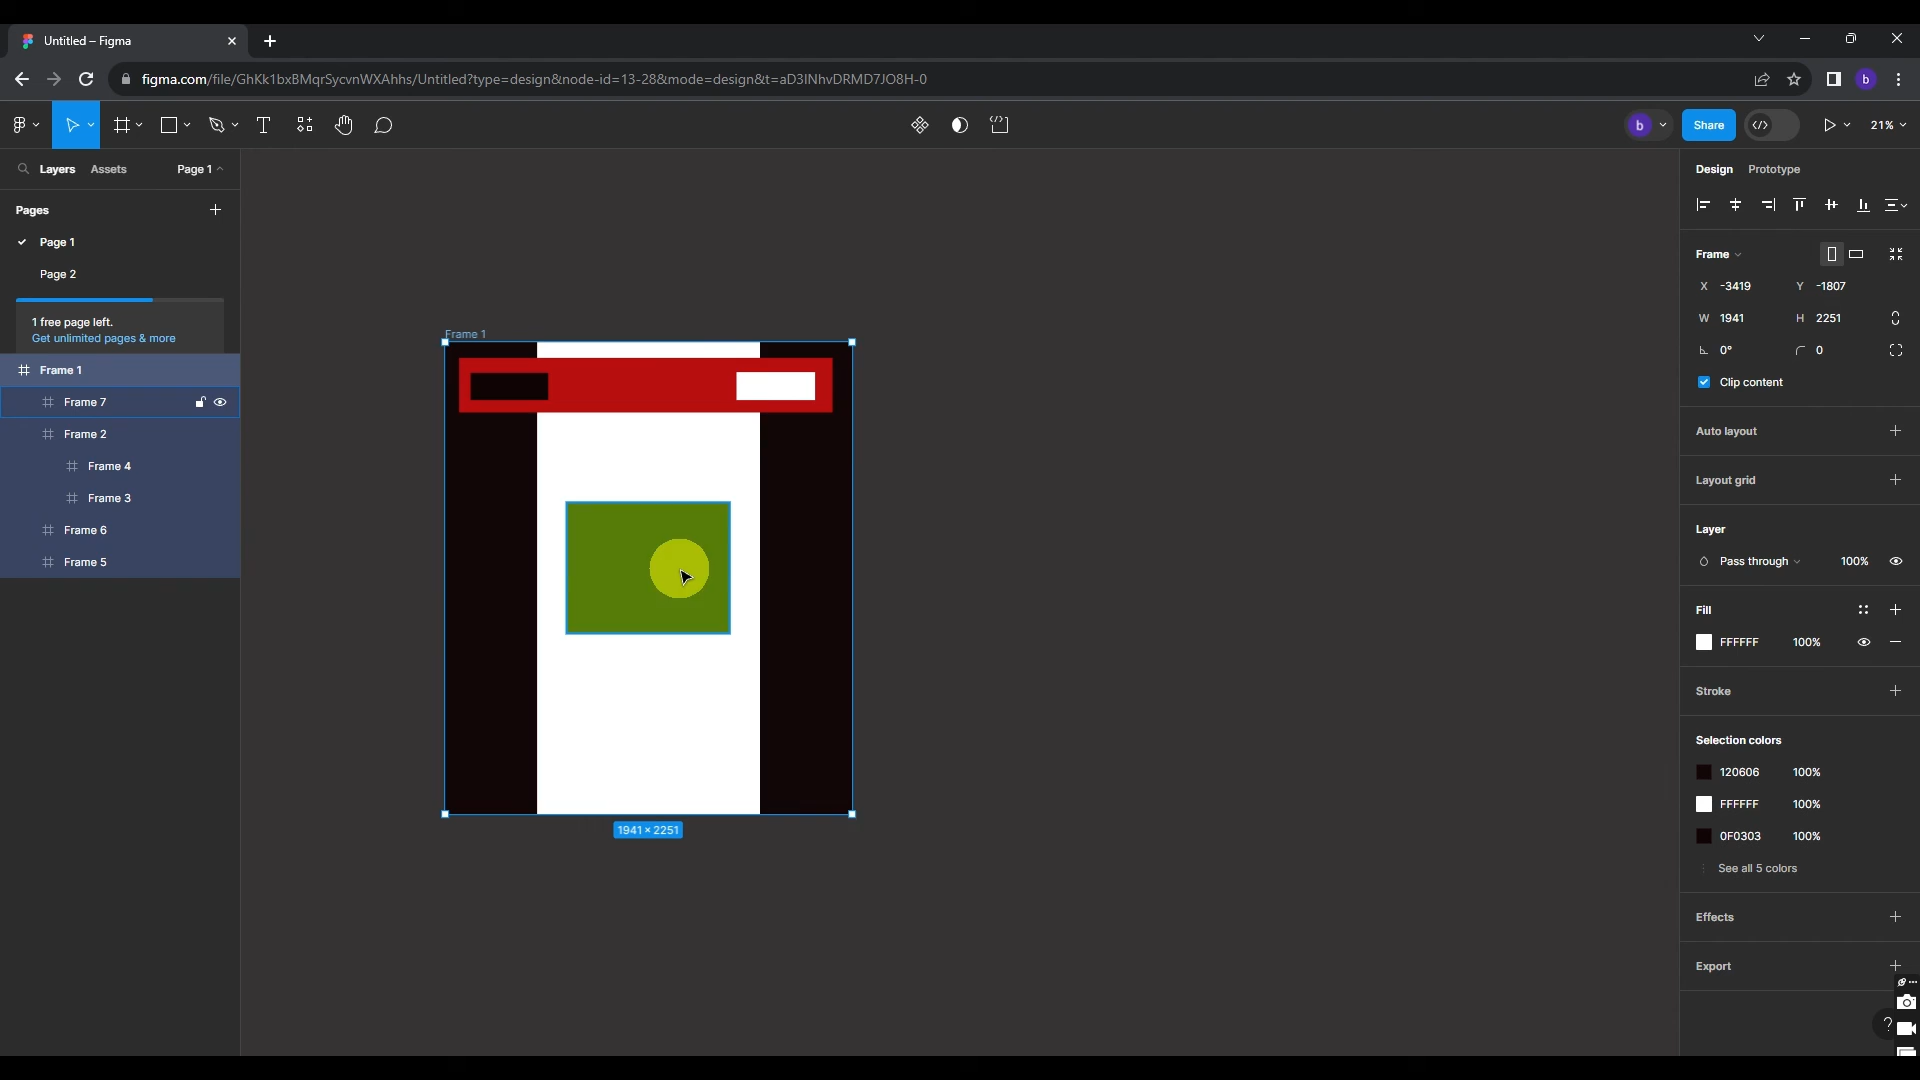 Untitled – Figma
figma.com/file/GhKk1bxBMqrSycvnWXAhhs/Untitled?type=design&node-id=13-28&mode=design&t=aD3INhvDRMD7JO8H-0
b
b Share 21%
Layers Assets Page 1
Pages
Page 1
Page 2
1 free page left.
Get unlimited pages & more
Frame 1
Frame 7
Frame 2
Frame 4
Frame 3
Frame 6
Frame 5
Frame 1
1941 × 2251
Design Prototype
Frame
X -3419 Y -1807
W 1941 H 2251
0° 0
Clip content
Auto layout
Layout grid
Layer
Pass through 100%
Fill
FFFFFF 100%
Stroke
Selection colors
120606 100%
FFFFFF 100%
0F0303 100%
See all 5 colors
Effects
Export
?